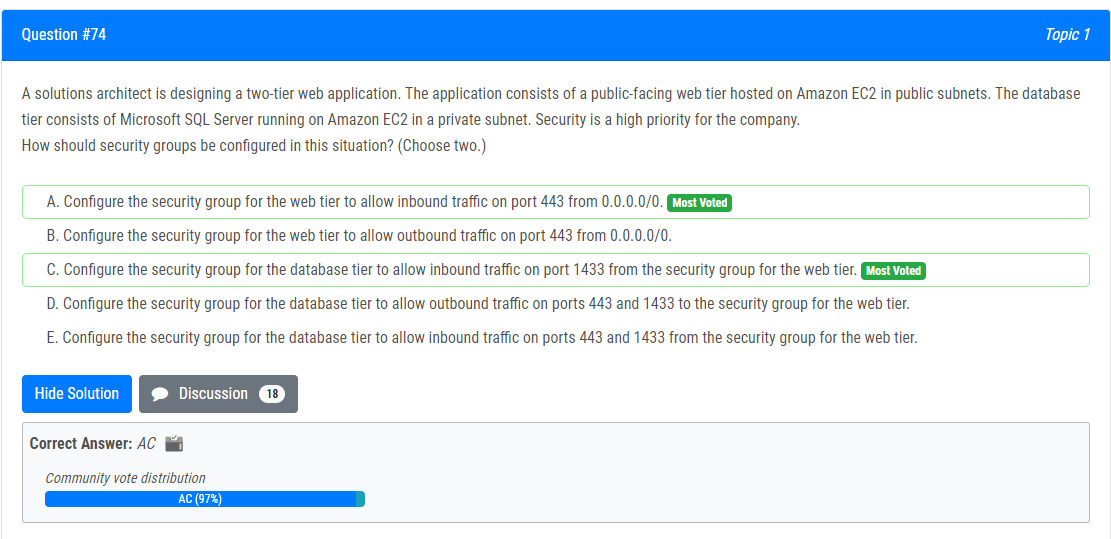 Question #74
Topic 1
A solutions architect is designing a two-tier web application. The application consists of a public-facing web tier hosted on Amazon EC2 in public subnets. The database
tier consists of Microsoft SQL Server running on Amazon EC2 in a private subnet. Security is a high priority for the company.
How should security groups be configured in this situation? (Choose two.)
A. Configure the security group for the web tier to allow inbound traffic on port 443 from 0.0.0.0/0. Most Voted
B. Configure the security group for the web tier to allow outbound traffic on port 443 from 0.0.0.0/0.
C. Configure the security group for the database tier to allow inbound traffic on port 1433 from the security group for the web tier. Most Voted
D. Configure the security group for the database tier to allow outbound traffic on ports 443 and 1433 to the security group for the web tier.
E. Configure the security group for the database tier to allow inbound traffic on ports 443 and 1433 from the security group for the web tier.
Hide Solution
Discussion 18
Correct Answer: AC
Community vote distribution
AC (97%)